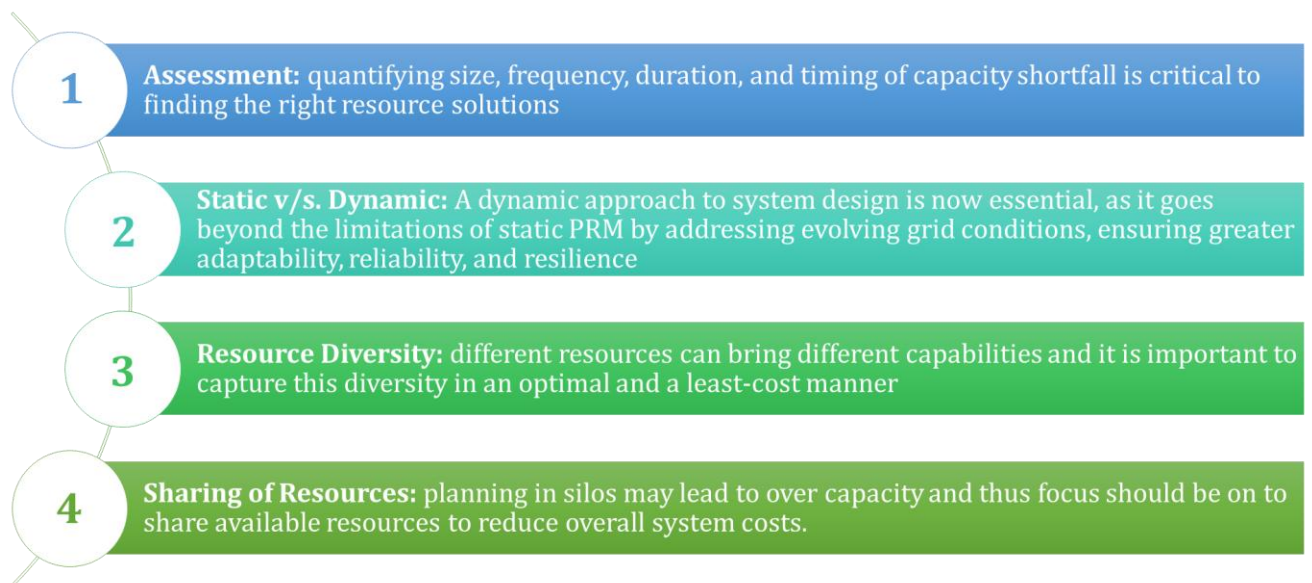 1
Assessment: quantifying size, frequency, duration, and timing of capacity shortfall is critical to
finding the right resource solutions
2
Static v/s. Dynamic: A dynamic approach to system design is now essential, as it goes
beyond the limitations of static PRM by addressing evolving grid conditions, ensuring greater
adaptability, reliability, and resilience
3
Resource Diversity: different resources can bring different capabilities and it is important to
capture this diversity in an optimal and a least-cost manner
4
Sharing of Resources: planning in silos may lead to over capacity and thus focus should be on to
share available resources to reduce overall system costs.